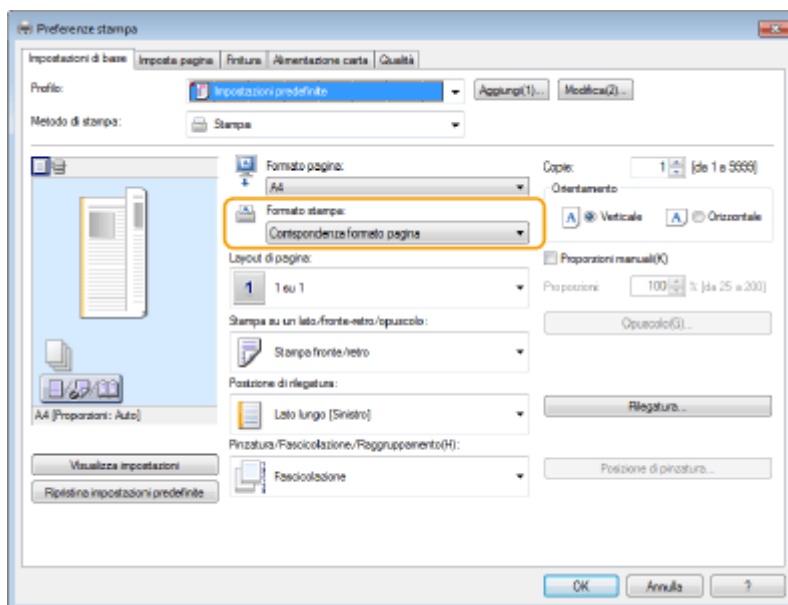 Preferenze stampa
Impostazioni di base Imposta pagina Finitura Alimentazione carta Qualità
Profilo: Impostazioni predefinite Aggiungi(1)... Modifica(2)...
Metodo di stampa: Stampa
Formato pagina: Copie: 1 [da 1 a 9999]
A4 Orientamento
Formato stampa: A Verticale A Orizzontale
Corrispondenza formato pagina
Layout di pagina: Proporzioni manuali(K)
1 1 su 1 Proporzioni: 100 % [da 25 a 200]
Stampa su un lato/fronte-retro/opuscolo: Opuscolo(G)...
Stampa fronte/retro
Posizione di rilegatura:
A4 [Proporzioni: Auto] Lato lungo [Sinistro] Rilegatura...
Pinzatura/Fascicolazione/Raggruppamento(H):
Visualizza impostazioni Fascicolazione Posizione di pinzatura...
Ripristina impostazioni predefinite
OK Annulla ?